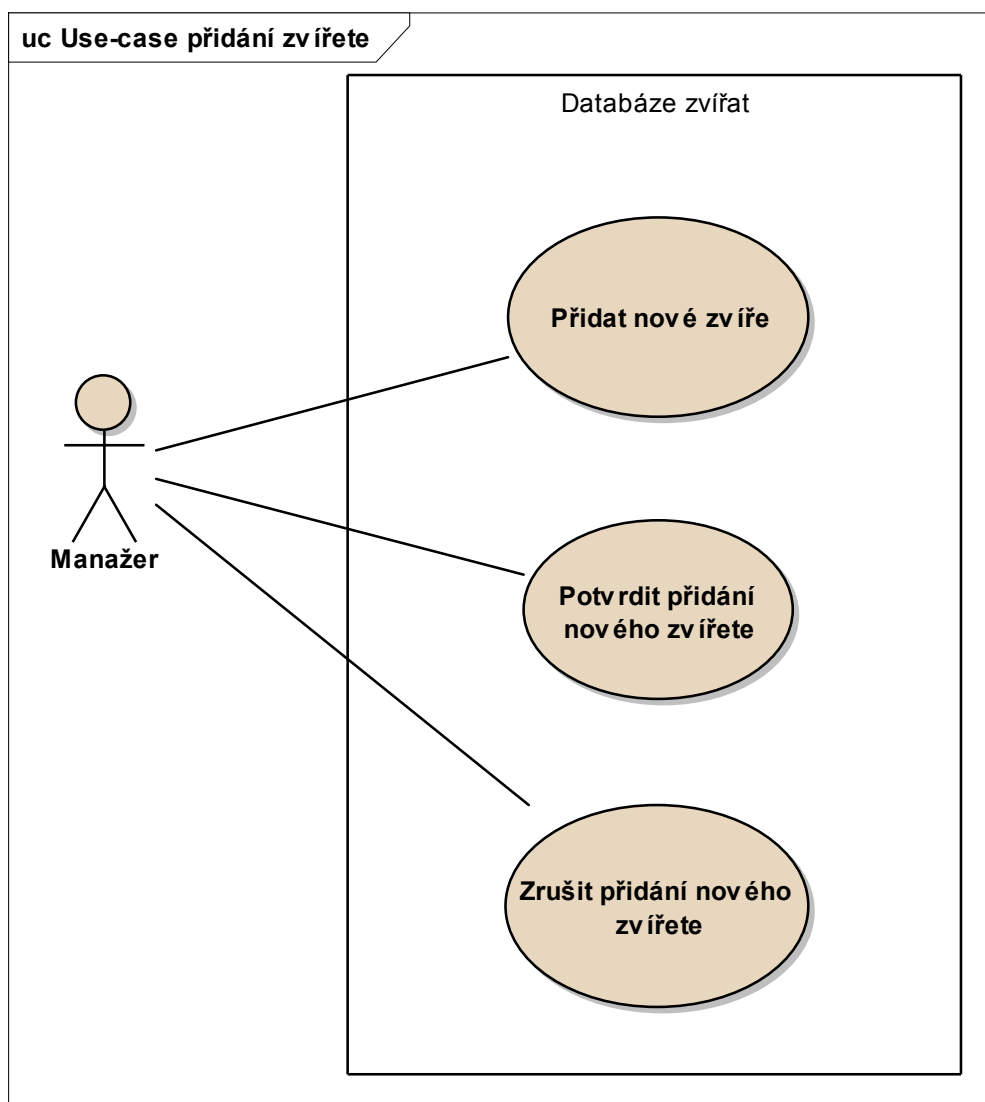 uc Use-case přidání zvířete
Databáze zvířat
Přidat nové zvíře
Manažer
Potvrdit přidání
nového zvířete
Zrušit přidání nového
zvířete